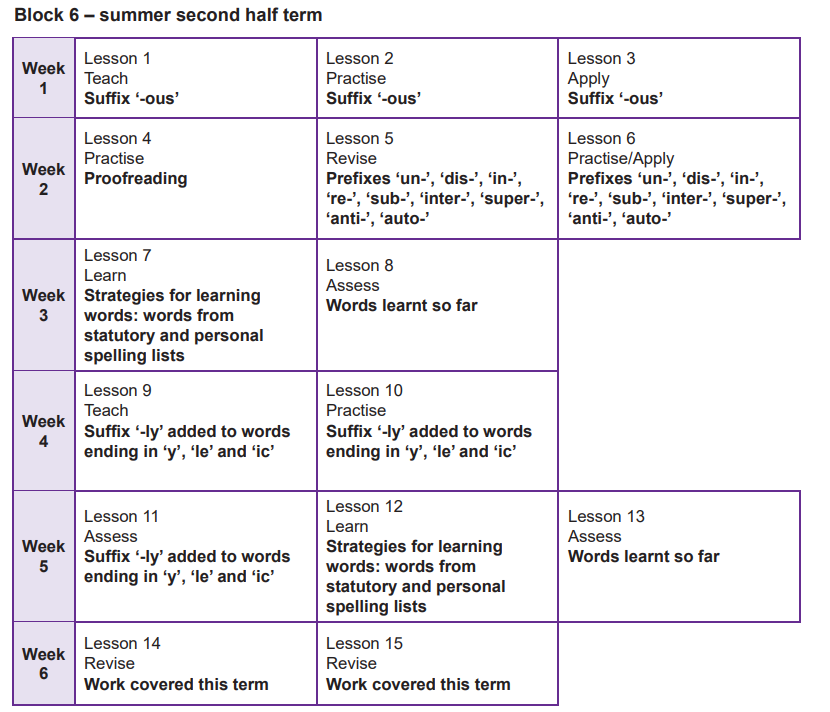 Block 6 – summer second half term
Week
1
Lesson 1
Teach
Suffix ‘-ous’
Lesson 2
Practise
Suffix ‘-ous’
Lesson 3
Apply
Suffix ‘-ous’
Week
2
Lesson 4
Practise
Proofreading
Lesson 5
Revise
Prefixes ‘un-’, ‘dis-’, ‘in-’,
‘re-’, ‘sub-’, ‘inter-’, ‘super-’,
‘anti-’, ‘auto-’
Lesson 6
Practise/Apply
Prefixes ‘un-’, ‘dis-’, ‘in-’,
‘re-’, ‘sub-’, ‘inter-’, ‘super-’,
‘anti-’, ‘auto-’
Week
3
Lesson 7
Learn
Strategies for learning
words: words from
statutory and personal
spelling lists
Lesson 8
Assess
Words learnt so far
Week
4
Lesson 9
Teach
Suffix ‘-ly’ added to words
ending in ‘y’, ‘le’ and ‘ic’
Lesson 10
Practise
Suffix ‘-ly’ added to words
ending in ‘y’, ‘le’ and ‘ic’
Week
5
Lesson 11
Assess
Suffix ‘-ly’ added to words
ending in ‘y’, ‘le’ and ‘ic’
Lesson 12
Learn
Strategies for learning
words: words from
statutory and personal
spelling lists
Lesson 13
Assess
Words learnt so far
Week
6
Lesson 14
Revise
Work covered this term
Lesson 15
Revise
Work covered this term